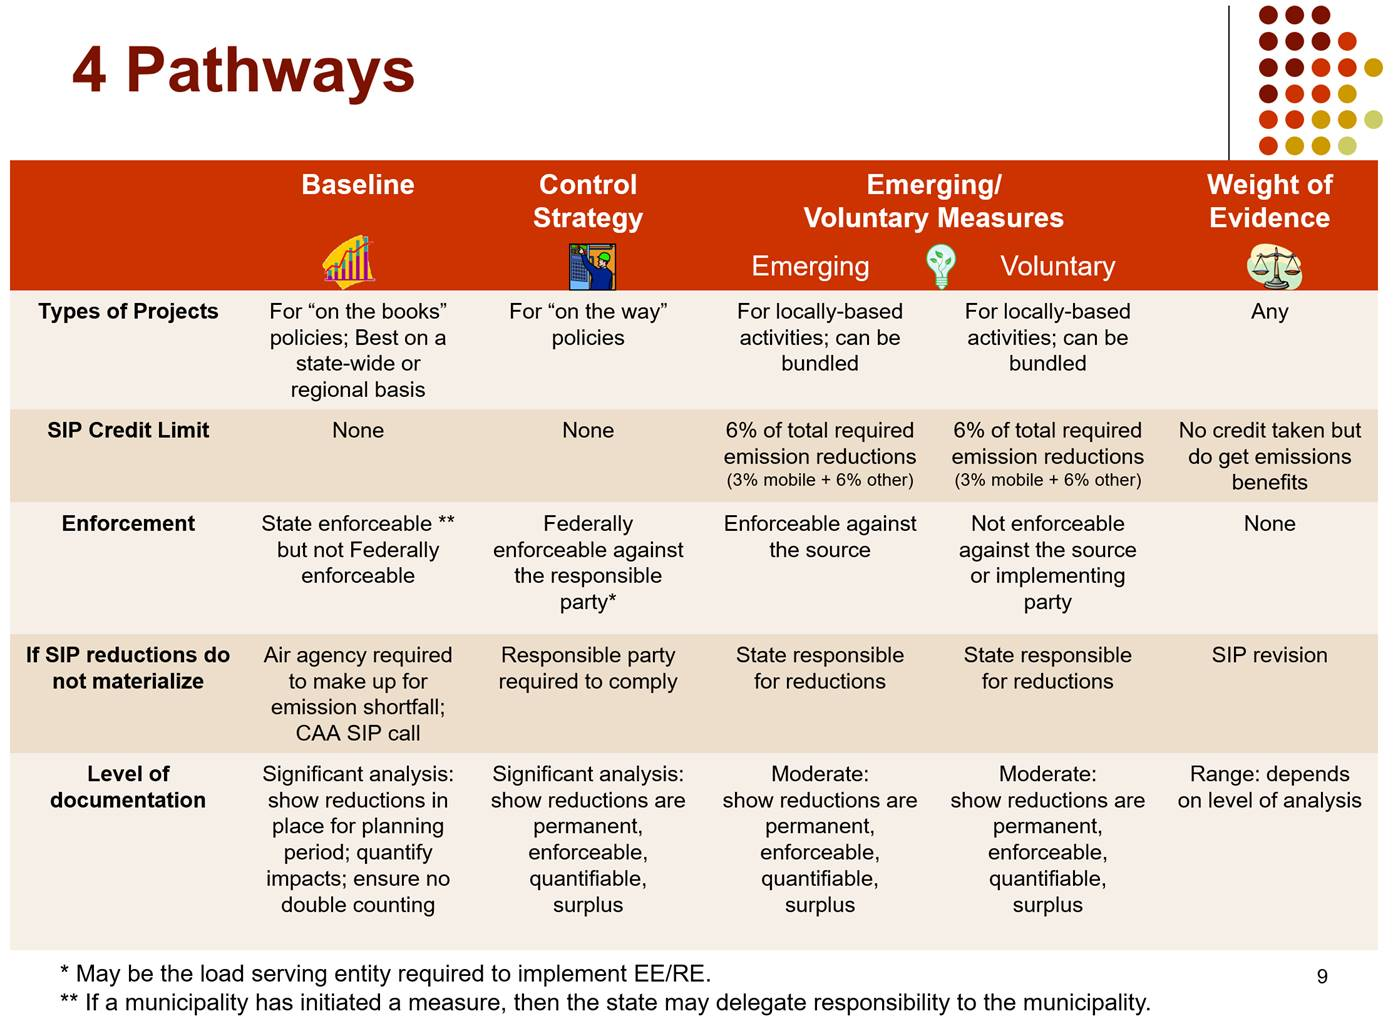 4 Pathways
Baseline
Control
Strategy
Emerging/
Voluntary Measures
Emerging
Voluntary
Weight of
Evidence
Types of Projects
For “on the books”
policies; Best on a
state-wide or
regional basis
For “on the way”
policies
For locally-based
activities; can be
bundled
For locally-based
activities; can be
bundled
Any
SIP Credit Limit
None
None
6% of total required
emission reductions
(3% mobile + 6% other)
6% of total required
emission reductions
(3% mobile + 6% other)
No credit taken but
do get emissions
benefits
Enforcement
State enforceable **
but not Federally
enforceable
Federally
enforceable against
the responsible
party*
Enforceable against
the source
Not enforceable
against the source
or implementing
party
None
If SIP reductions do
not materialize
Air agency required
to make up for
emission shortfall;
CAA SIP call
Responsible party
required to comply
State responsible
for reductions
State responsible
for reductions
SIP revision
Level of
documentation
Significant analysis:
show reductions in
place for planning
period; quantify
impacts; ensure no
double counting
Significant analysis:
show reductions are
permanent,
enforceable,
quantifiable,
surplus
Moderate:
show reductions are
permanent,
enforceable,
quantifiable,
surplus
Moderate:
show reductions are
permanent,
enforceable,
quantifiable,
surplus
Range: depends
on level of analysis
* May be the load serving entity required to implement EE/RE.
** If a municipality has initiated a measure, then the state may delegate responsibility to the municipality.
9